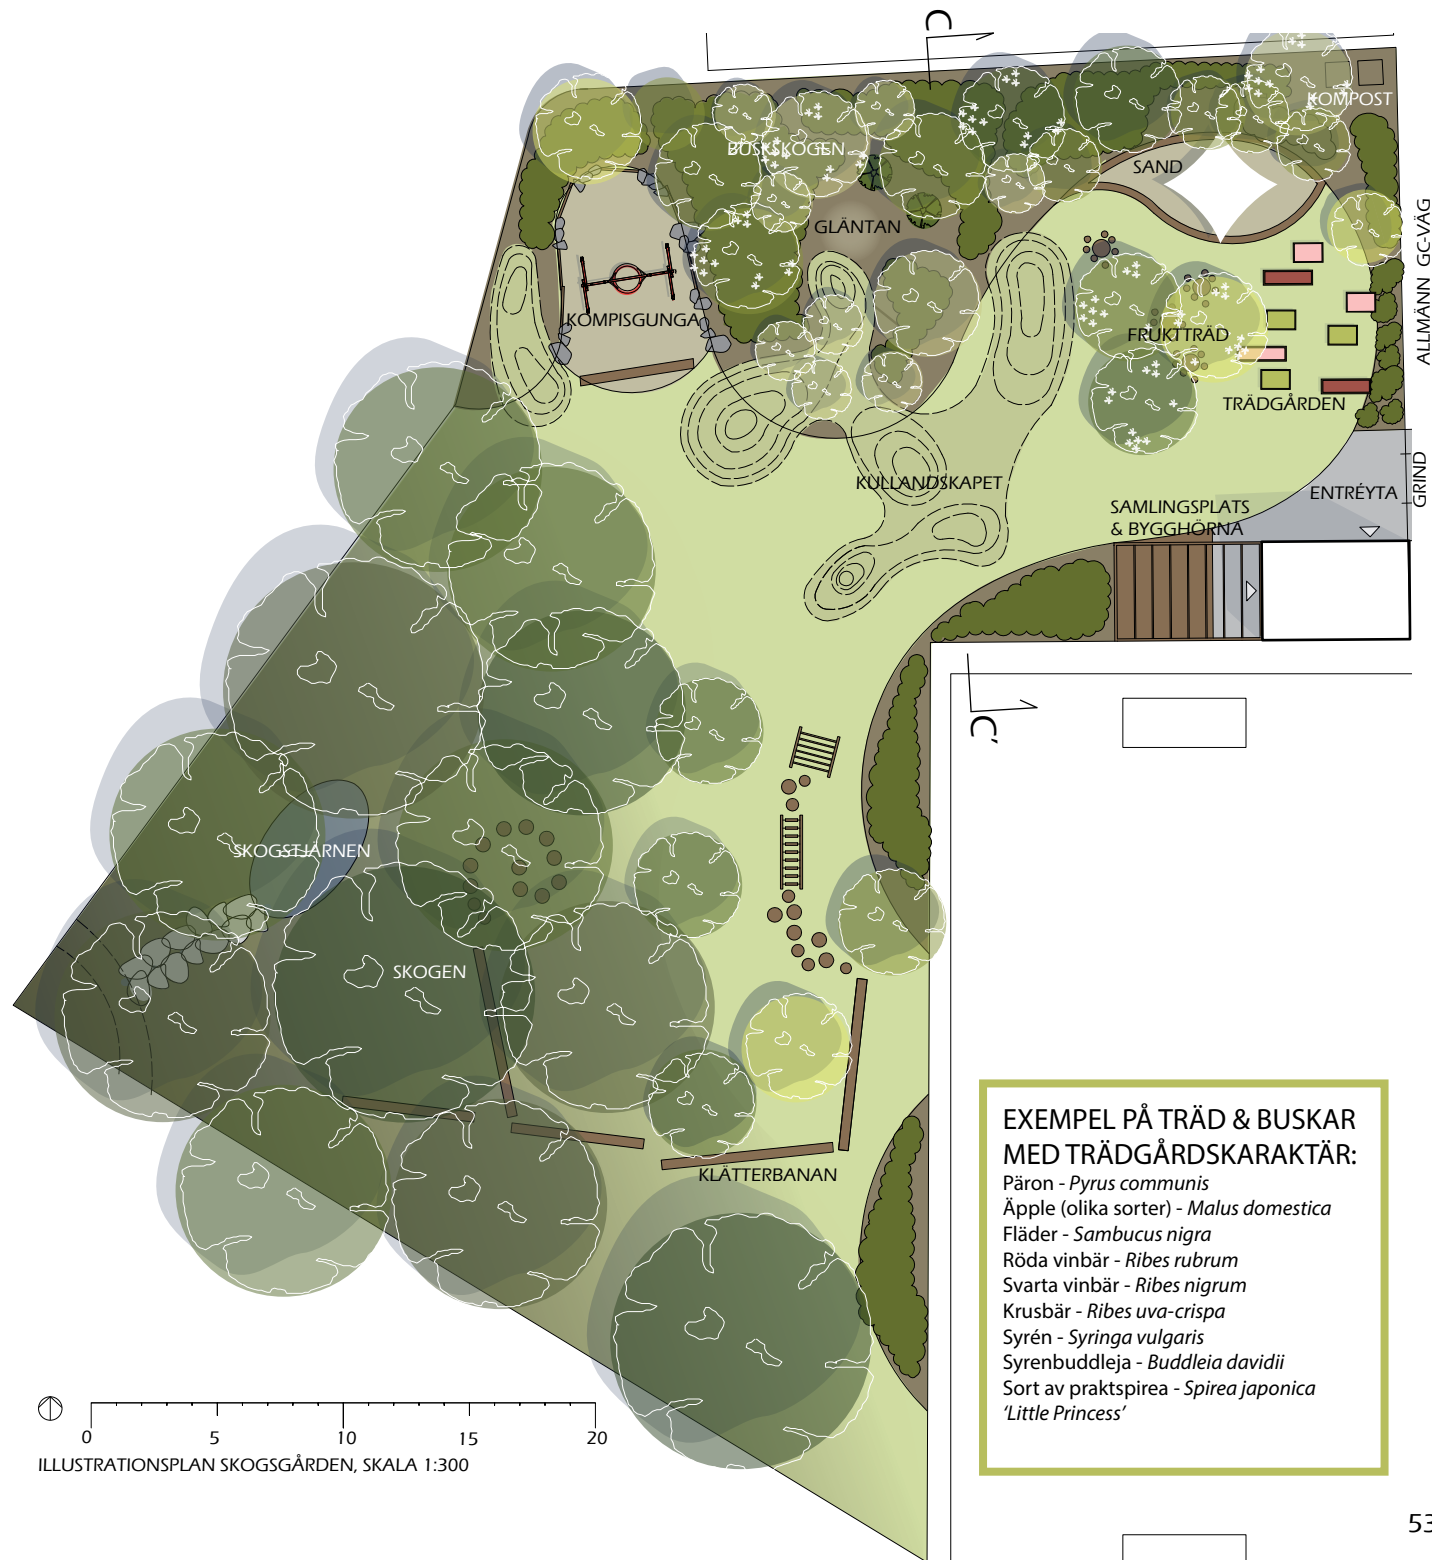 C
KOMPOST
BUSKSKOGEN
SAND
GLÄNTAN
ALLMÄNN GC-VÄG
KOMPISGUNGA
FRUKTTRÄD
TRÄDGÅRDEN
KULLANDSKAPET
ENTRÉYTA
GRIND
SAMLINGSPLATS
& BYGGHÖRNA
C'
SKOGSTJÄRNEN
SKOGEN
KLÄTTERBANAN
EXEMPEL PÅ TRÄD & BUSKAR
MED TRÄDGÅRDSKARAKTÄR:
Päron - Pyrus communis
Äpple (olika sorter) - Malus domestica
Fläder - Sambucus nigra
Röda vinbär - Ribes rubrum
Svarta vinbär - Ribes nigrum
Krusbär - Ribes uva-crispa
Syrén - Syringa vulgaris
Syrenbuddleja - Buddleia davidii
Sort av praktspirea - Spirea japonica
'Little Princess'
0 5 10 15 20
ILLUSTRATIONSPLAN SKOGSGÅRDEN, SKALA 1:300
53